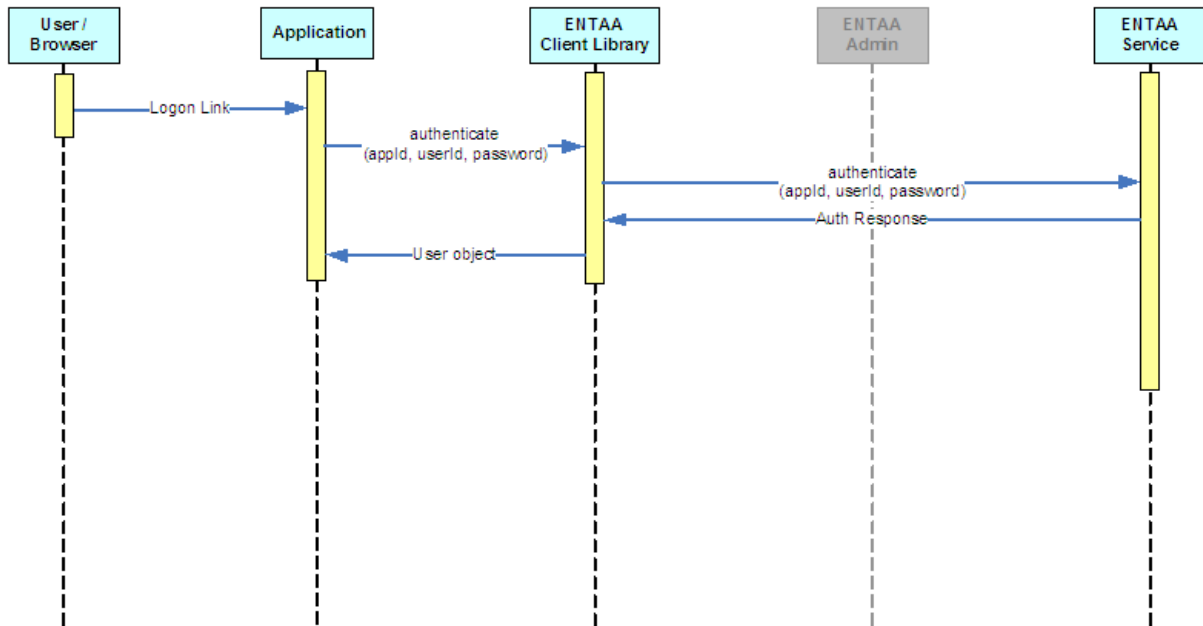 User /
Browser
Application
ENTAA
Client Library
ENTAA
Admin
ENTAA
Service
Logon Link
authenticate
(appId, userId, password)
authenticate
(appId, userId, password)
Auth Response
User object